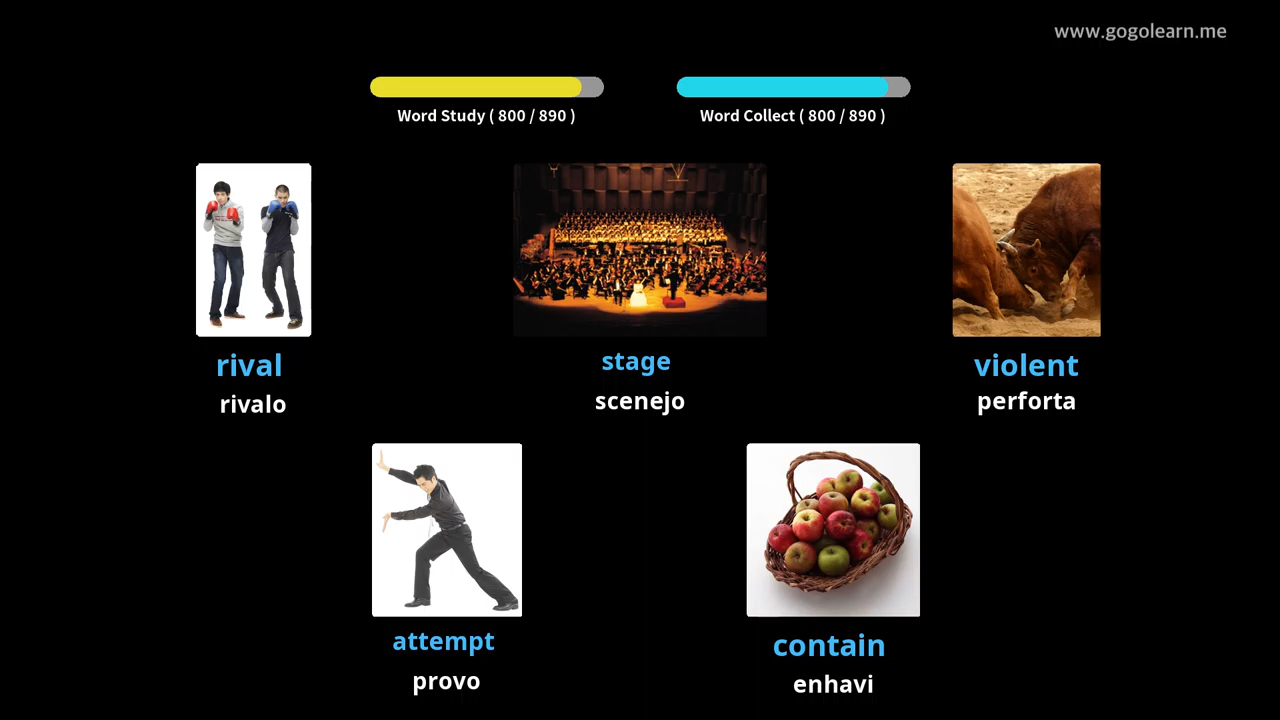 www.gogolearn.me
Word Study ( 800 / 890 )
Word Collect ( 800 / 890 )
rival
rivalo
stage
scenejo
violent
perforta
attempt
provo
contain
enhavi